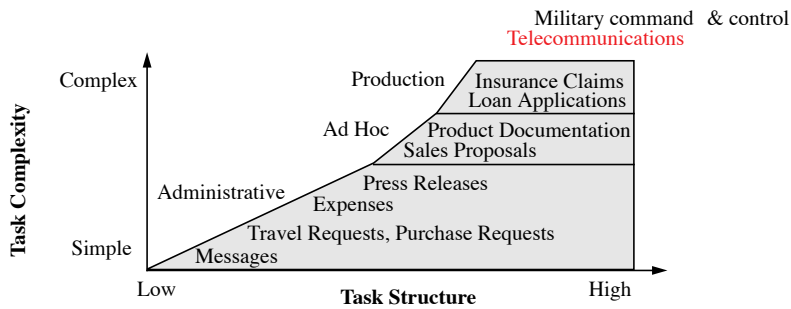 Military command & control
Telecommunications
Complex
Production
Insurance Claims
Loan Applications
Ad Hoc
Product Documentation
Sales Proposals
Task Complexity
Administrative
Press Releases
Expenses
Travel Requests, Purchase Requests
Simple
Messages
Low
Task Structure
High